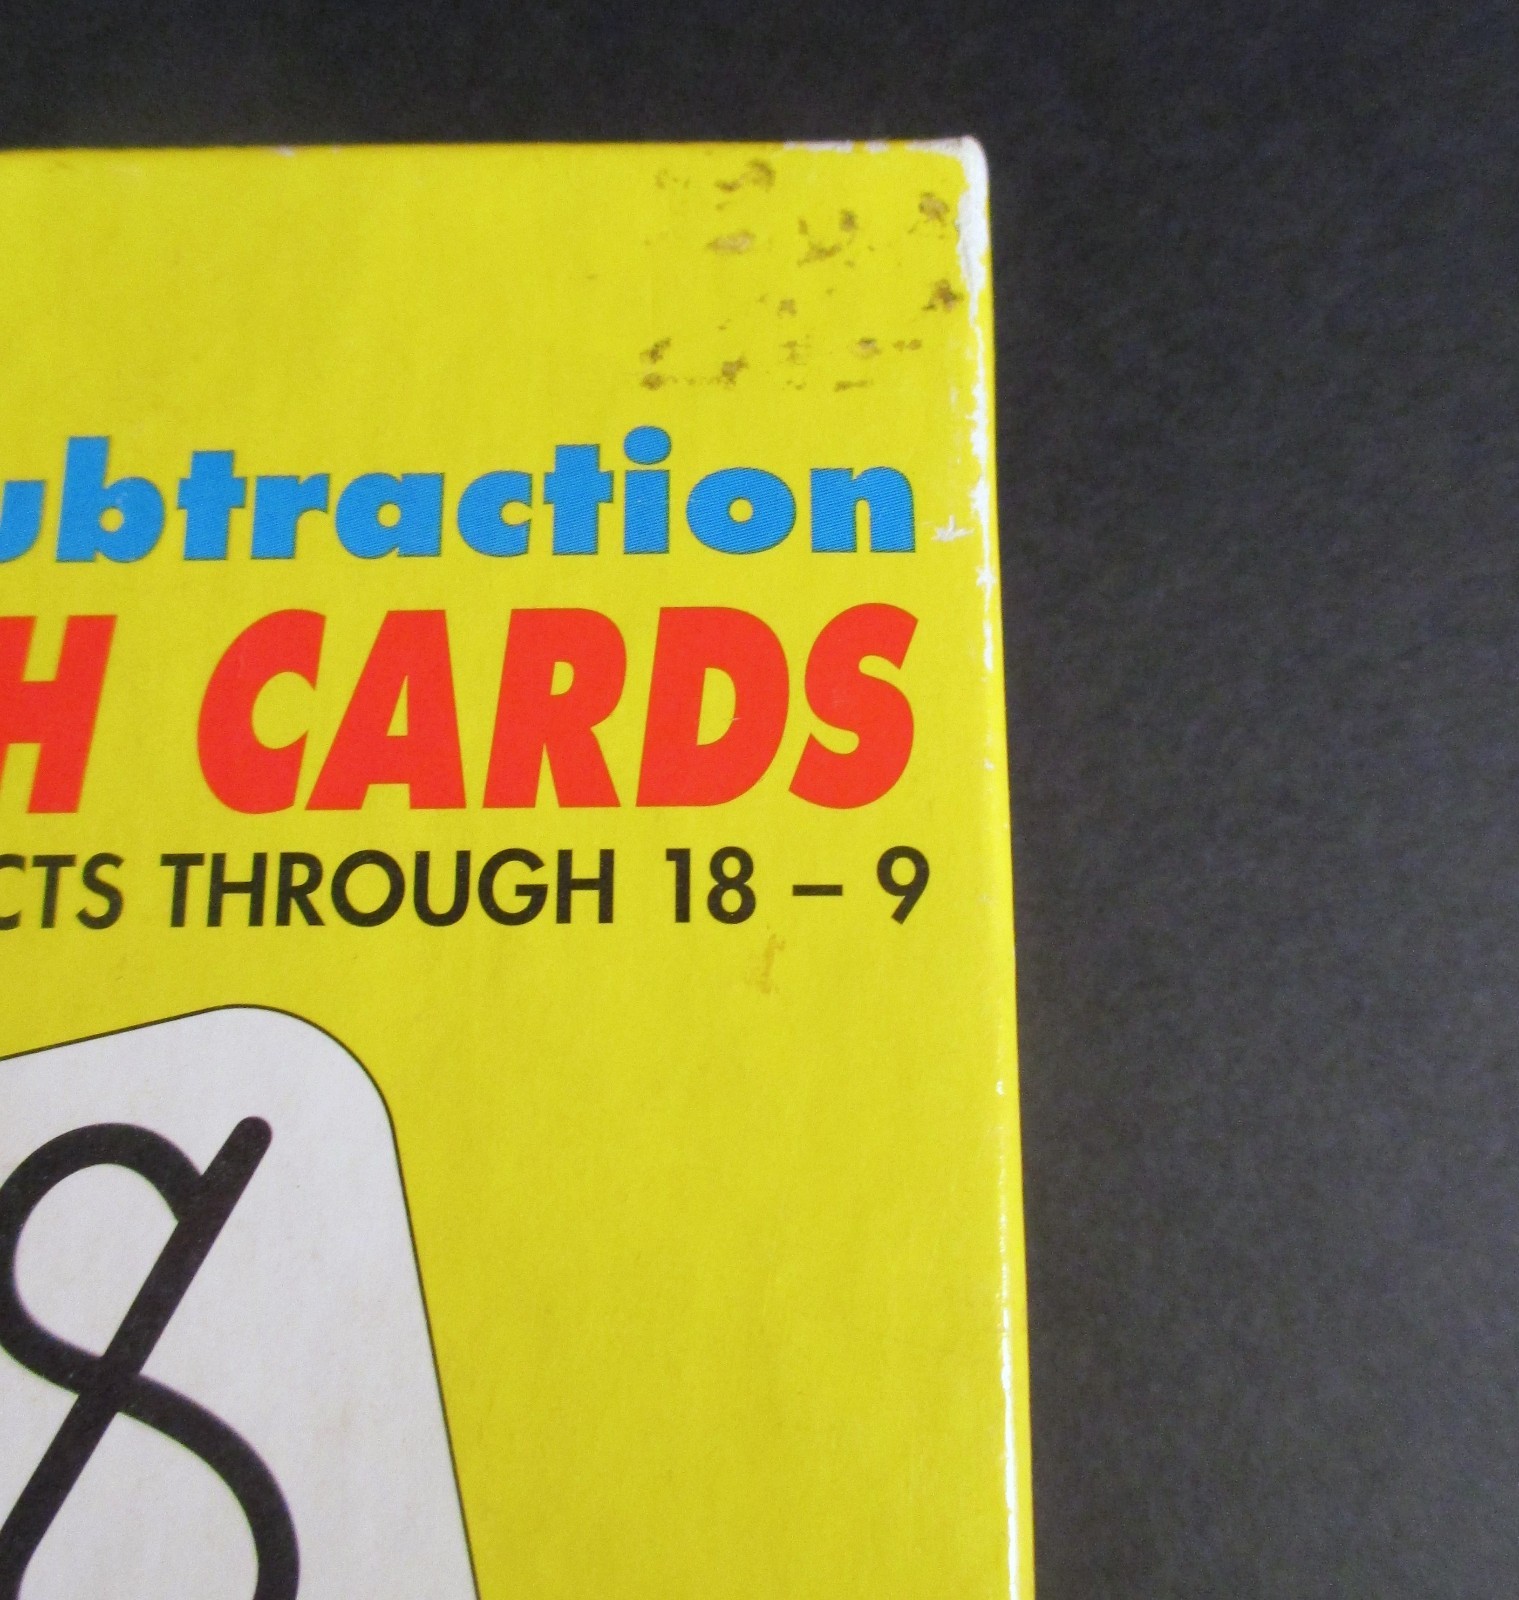 ubtraction
H CARDS
CTS THROUGH 18 – 9
8